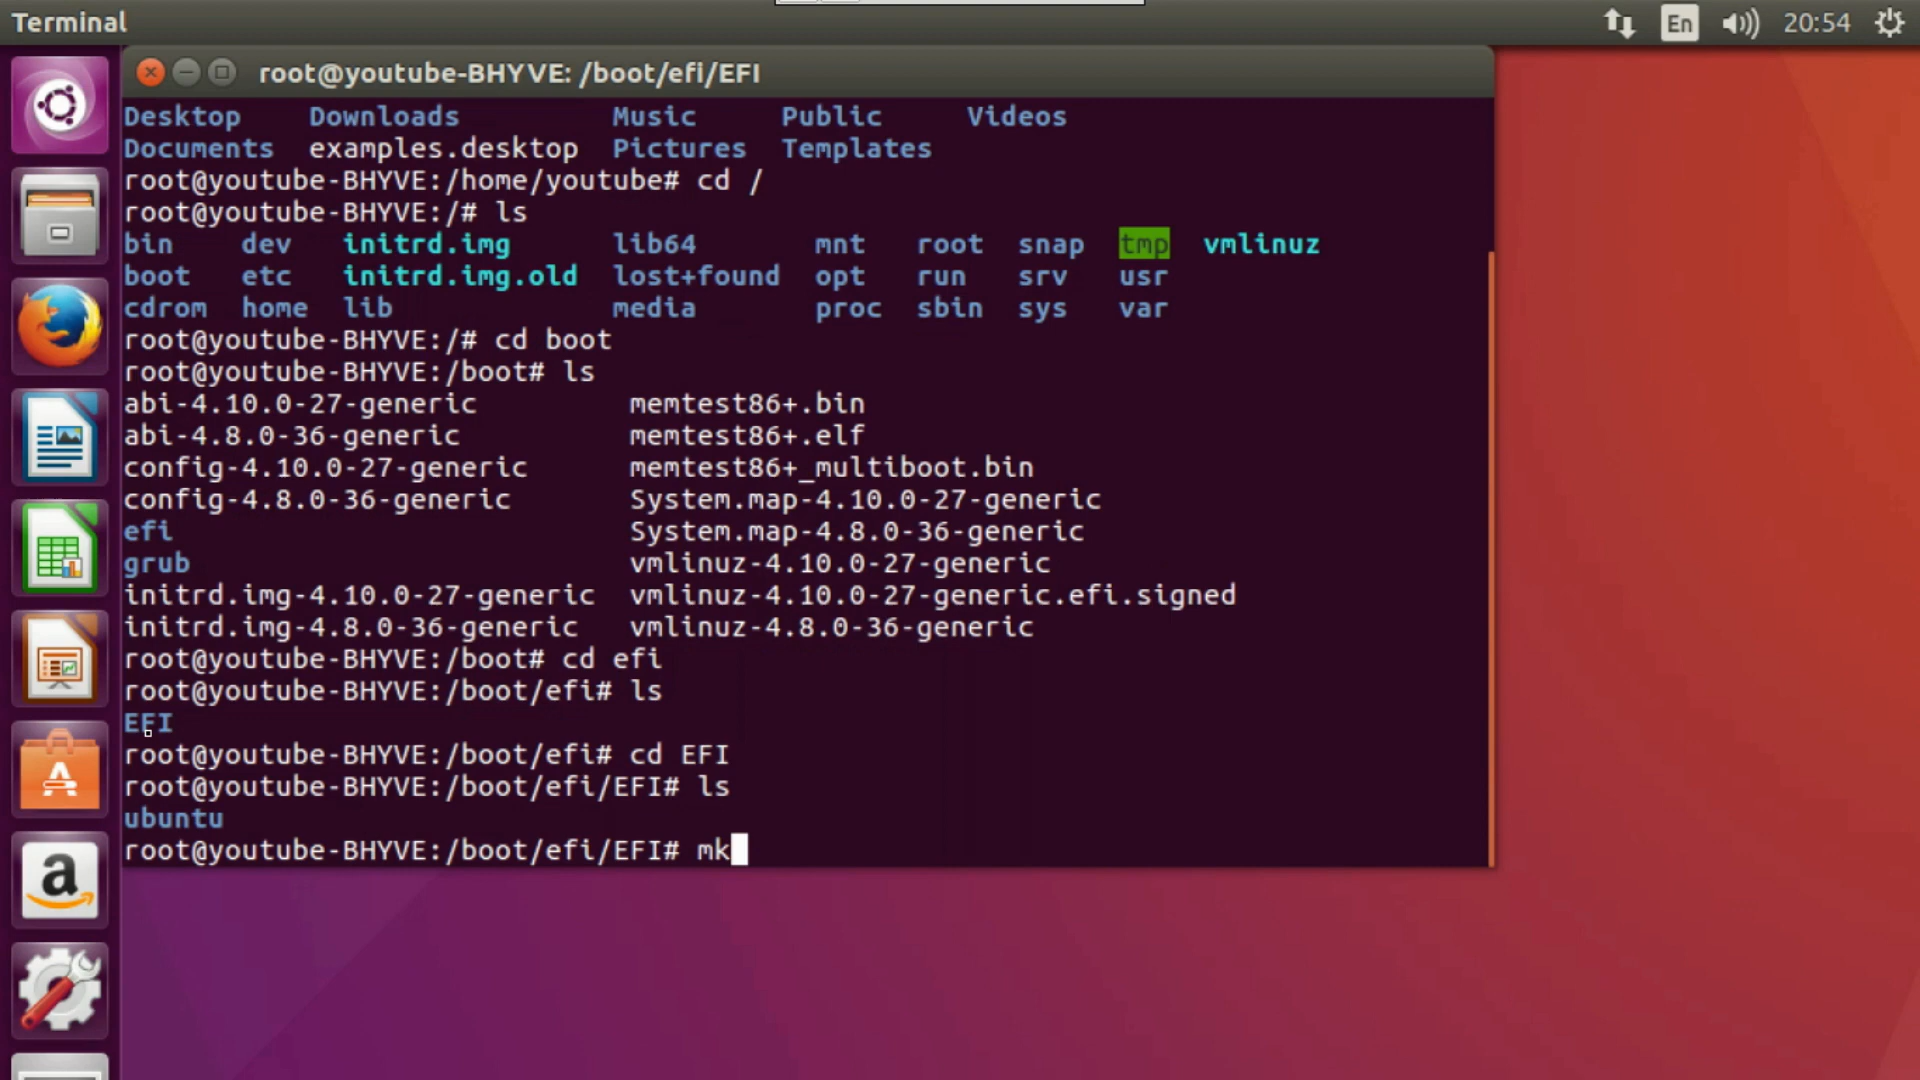 Terminal
En
20:54
root@youtube-BHYVE: /boot/efi/EFI
Desktop Downloads Music Public Videos
Documents examples.desktop Pictures Templates
root@youtube-BHYVE:/home/youtube# cd /
root@youtube-BHYVE:/# ls
bin dev initrd.img lib64 mnt root snap tmp vmlinuz
boot etc initrd.img.old lost+found opt run srv usr
cdrom home lib media proc sbin sys var
root@youtube-BHYVE:/# cd boot
root@youtube-BHYVE:/boot# ls
abi-4.10.0-27-generic memtest86+.bin
abi-4.8.0-36-generic memtest86+.elf
config-4.10.0-27-generic memtest86+_multiboot.bin
config-4.8.0-36-generic System.map-4.10.0-27-generic
efi System.map-4.8.0-36-generic
grub vmlinuz-4.10.0-27-generic
initrd.img-4.10.0-27-generic vmlinuz-4.10.0-27-generic.efi.signed
initrd.img-4.8.0-36-generic vmlinuz-4.8.0-36-generic
root@youtube-BHYVE:/boot# cd efi
root@youtube-BHYVE:/boot/efi# ls
EFI
root@youtube-BHYVE:/boot/efi# cd EFI
root@youtube-BHYVE:/boot/efi/EFI# ls
ubuntu
root@youtube-BHYVE:/boot/efi/EFI# mk